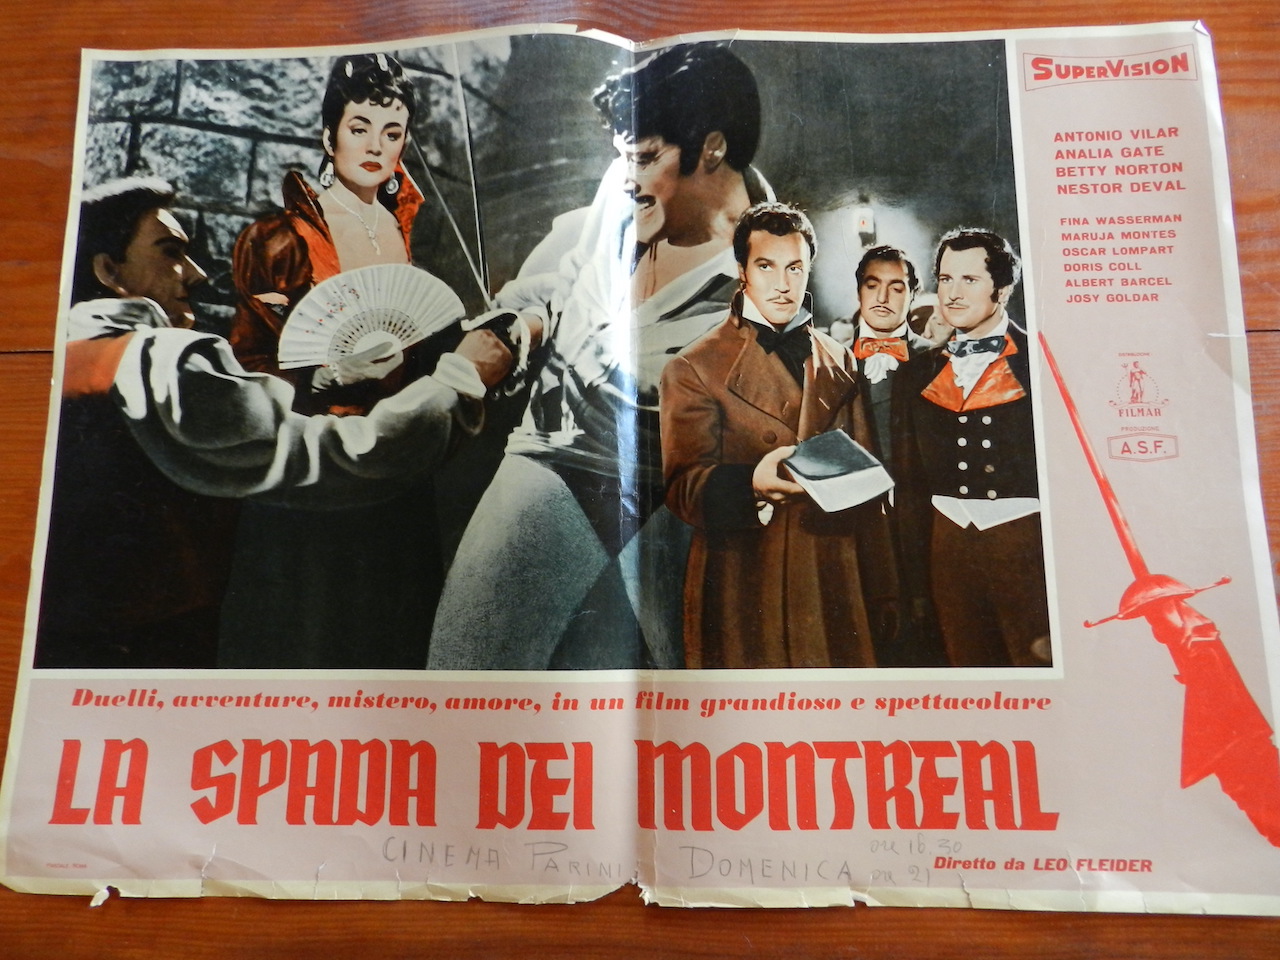 SUPERVISION
ANTONIO VILAR
ANALIA GATE
BETTY NORTON
NESTOR DEVAL
FINA WASSERMAN
MARUJA MONTES
OSCAR LOMPART
DORIS COLL
ALBERT BARCEL
JOSY GOLDAR
DISTRIBUZIONE
FILMAR
PRODUZIONE
A.S.F.
Duelli, avventure, mistero, amore, in un film grandioso e spettacolare
LA SPADA DEI MONTREAL
CINEMA PARINI DOMENICA ore 16.30
ore 21
Diretto da LEO FLEIDER